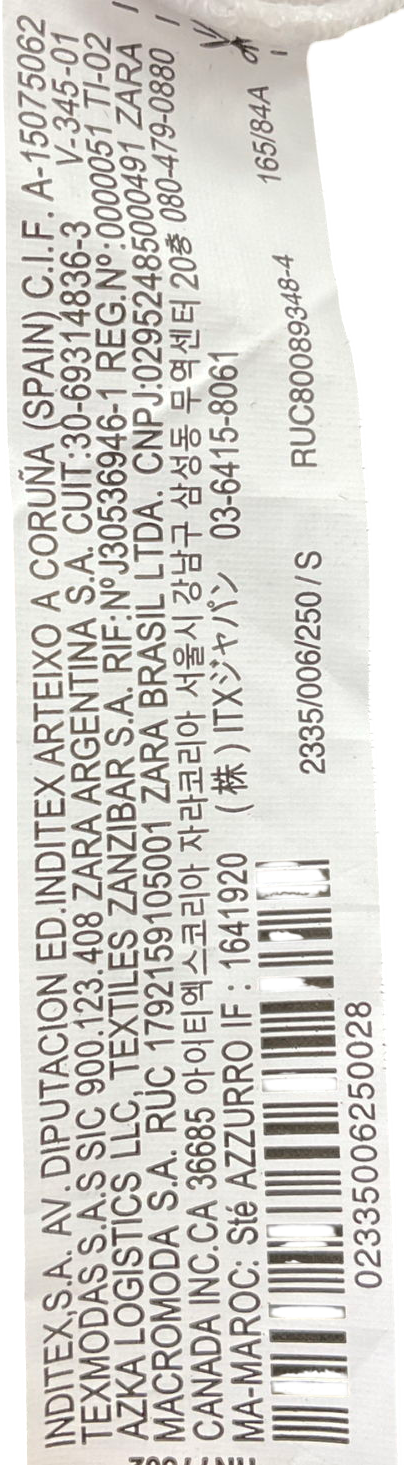 INDITEX,S.A. AV. DIPUTACION ED.INDITEX ARTEIXO A CORUÑA (SPAIN) C.I.F. A-15075062
TEXMODAS S.A.S SIC 900.123.408 ZARA ARGENTINA S.A. CUIT:30-69314836-3 V-345-01
AZKA LOGISTICS LLC, TEXTILES ZANZIBAR S.A. RIF:NºJ30536946-1 REG.Nº:0000051 TI-02
MACROMODA S.A. RUC 1792159105001 ZARA BRASIL LTDA. CNPJ:02952485000491 ZARA
CANADA INC.CA 36685 아이티엑스코리아 자라코리아 서울시 강남구 삼성동 무역센터 20층 080-479-0880
MA-MAROC: Sté AZZURRO IF : 1641920 (株) ITXジャパン 03-6415-8061 165/84A
2335/006/250 / S RUC80089348-4
02335006250028